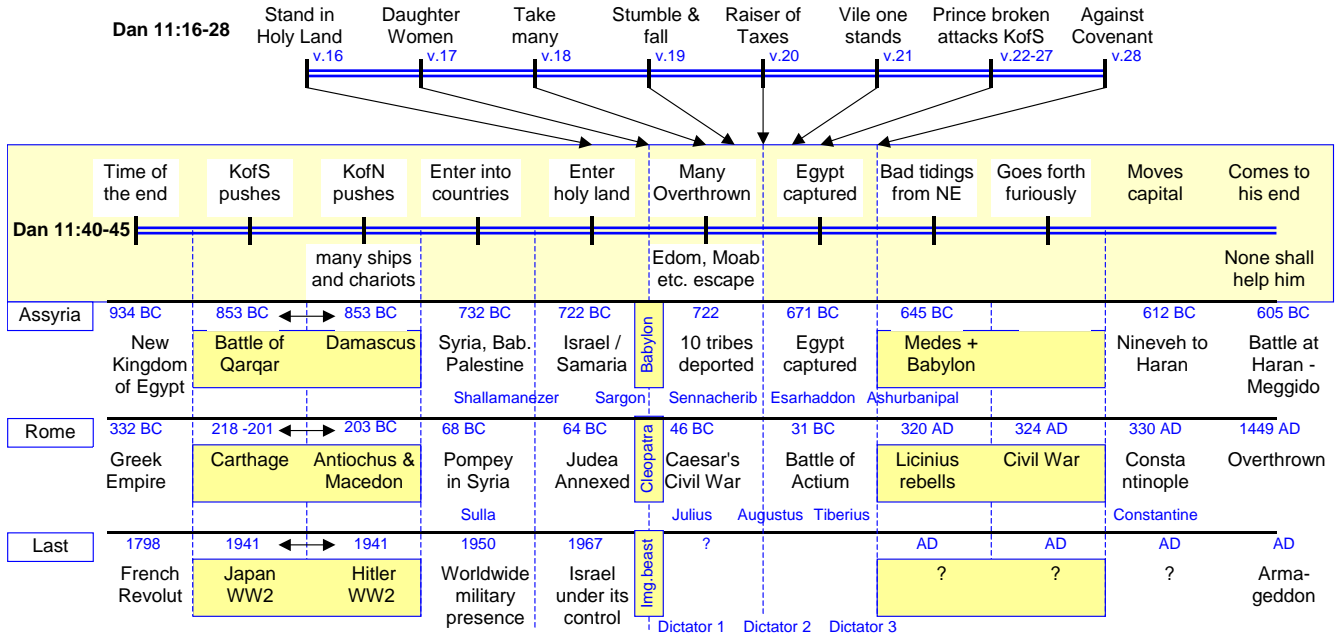 Dan 11:16-28
Stand in Holy Land
Daughter Women
Take many
Stumble & fall
Raiser of Taxes
Vile one stands
Prince broken attacks KofS
Against Covenant
v.16 v.17 v.18 v.19 v.20 v.21 v.22-27 v.28
Time of the end
KofS pushes
KofN pushes
Enter into countries
Enter holy land
Many Overthrown
Egypt captured
Bad tidings from NE
Goes forth furiously
Moves capital
Comes to his end
Dan 11:40-45
many ships and chariots
Edom, Moab etc. escape
None shall help him
Assyria
934 BC 853 BC 853 BC 732 BC 722 BC 722 671 BC 645 BC 612 BC 605 BC
New Kingdom of Egypt
Battle of Qarqar
Damascus
Syria, Bab. Palestine
Israel / Samaria
Babylon
10 tribes deported
Egypt captured
Medes + Babylon
Nineveh to Haran
Battle at Haran - Meggido
Shallamanezer Sargon Sennacherib Esarhaddon Ashurbanipal
Rome
332 BC 218 -201 203 BC 68 BC 64 BC 46 BC 31 BC 320 AD 324 AD 330 AD 1449 AD
Greek Empire
Carthage
Antiochus & Macedon
Pompey in Syria
Judea Annexed
Cleopatra
Caesar's Civil War
Battle of Actium
Licinius rebells
Civil War
Consta ntinople
Overthrown
Sulla Julius Augustus Tiberius Constantine
Last
1798 1941 1941 1950 1967 ? AD AD AD AD
French Revolut
Japan WW2
Hitler WW2
Worldwide military presence
Israel under its control
Img.beast
?
?
?
Arma-geddon
Dictator 1 Dictator 2 Dictator 3